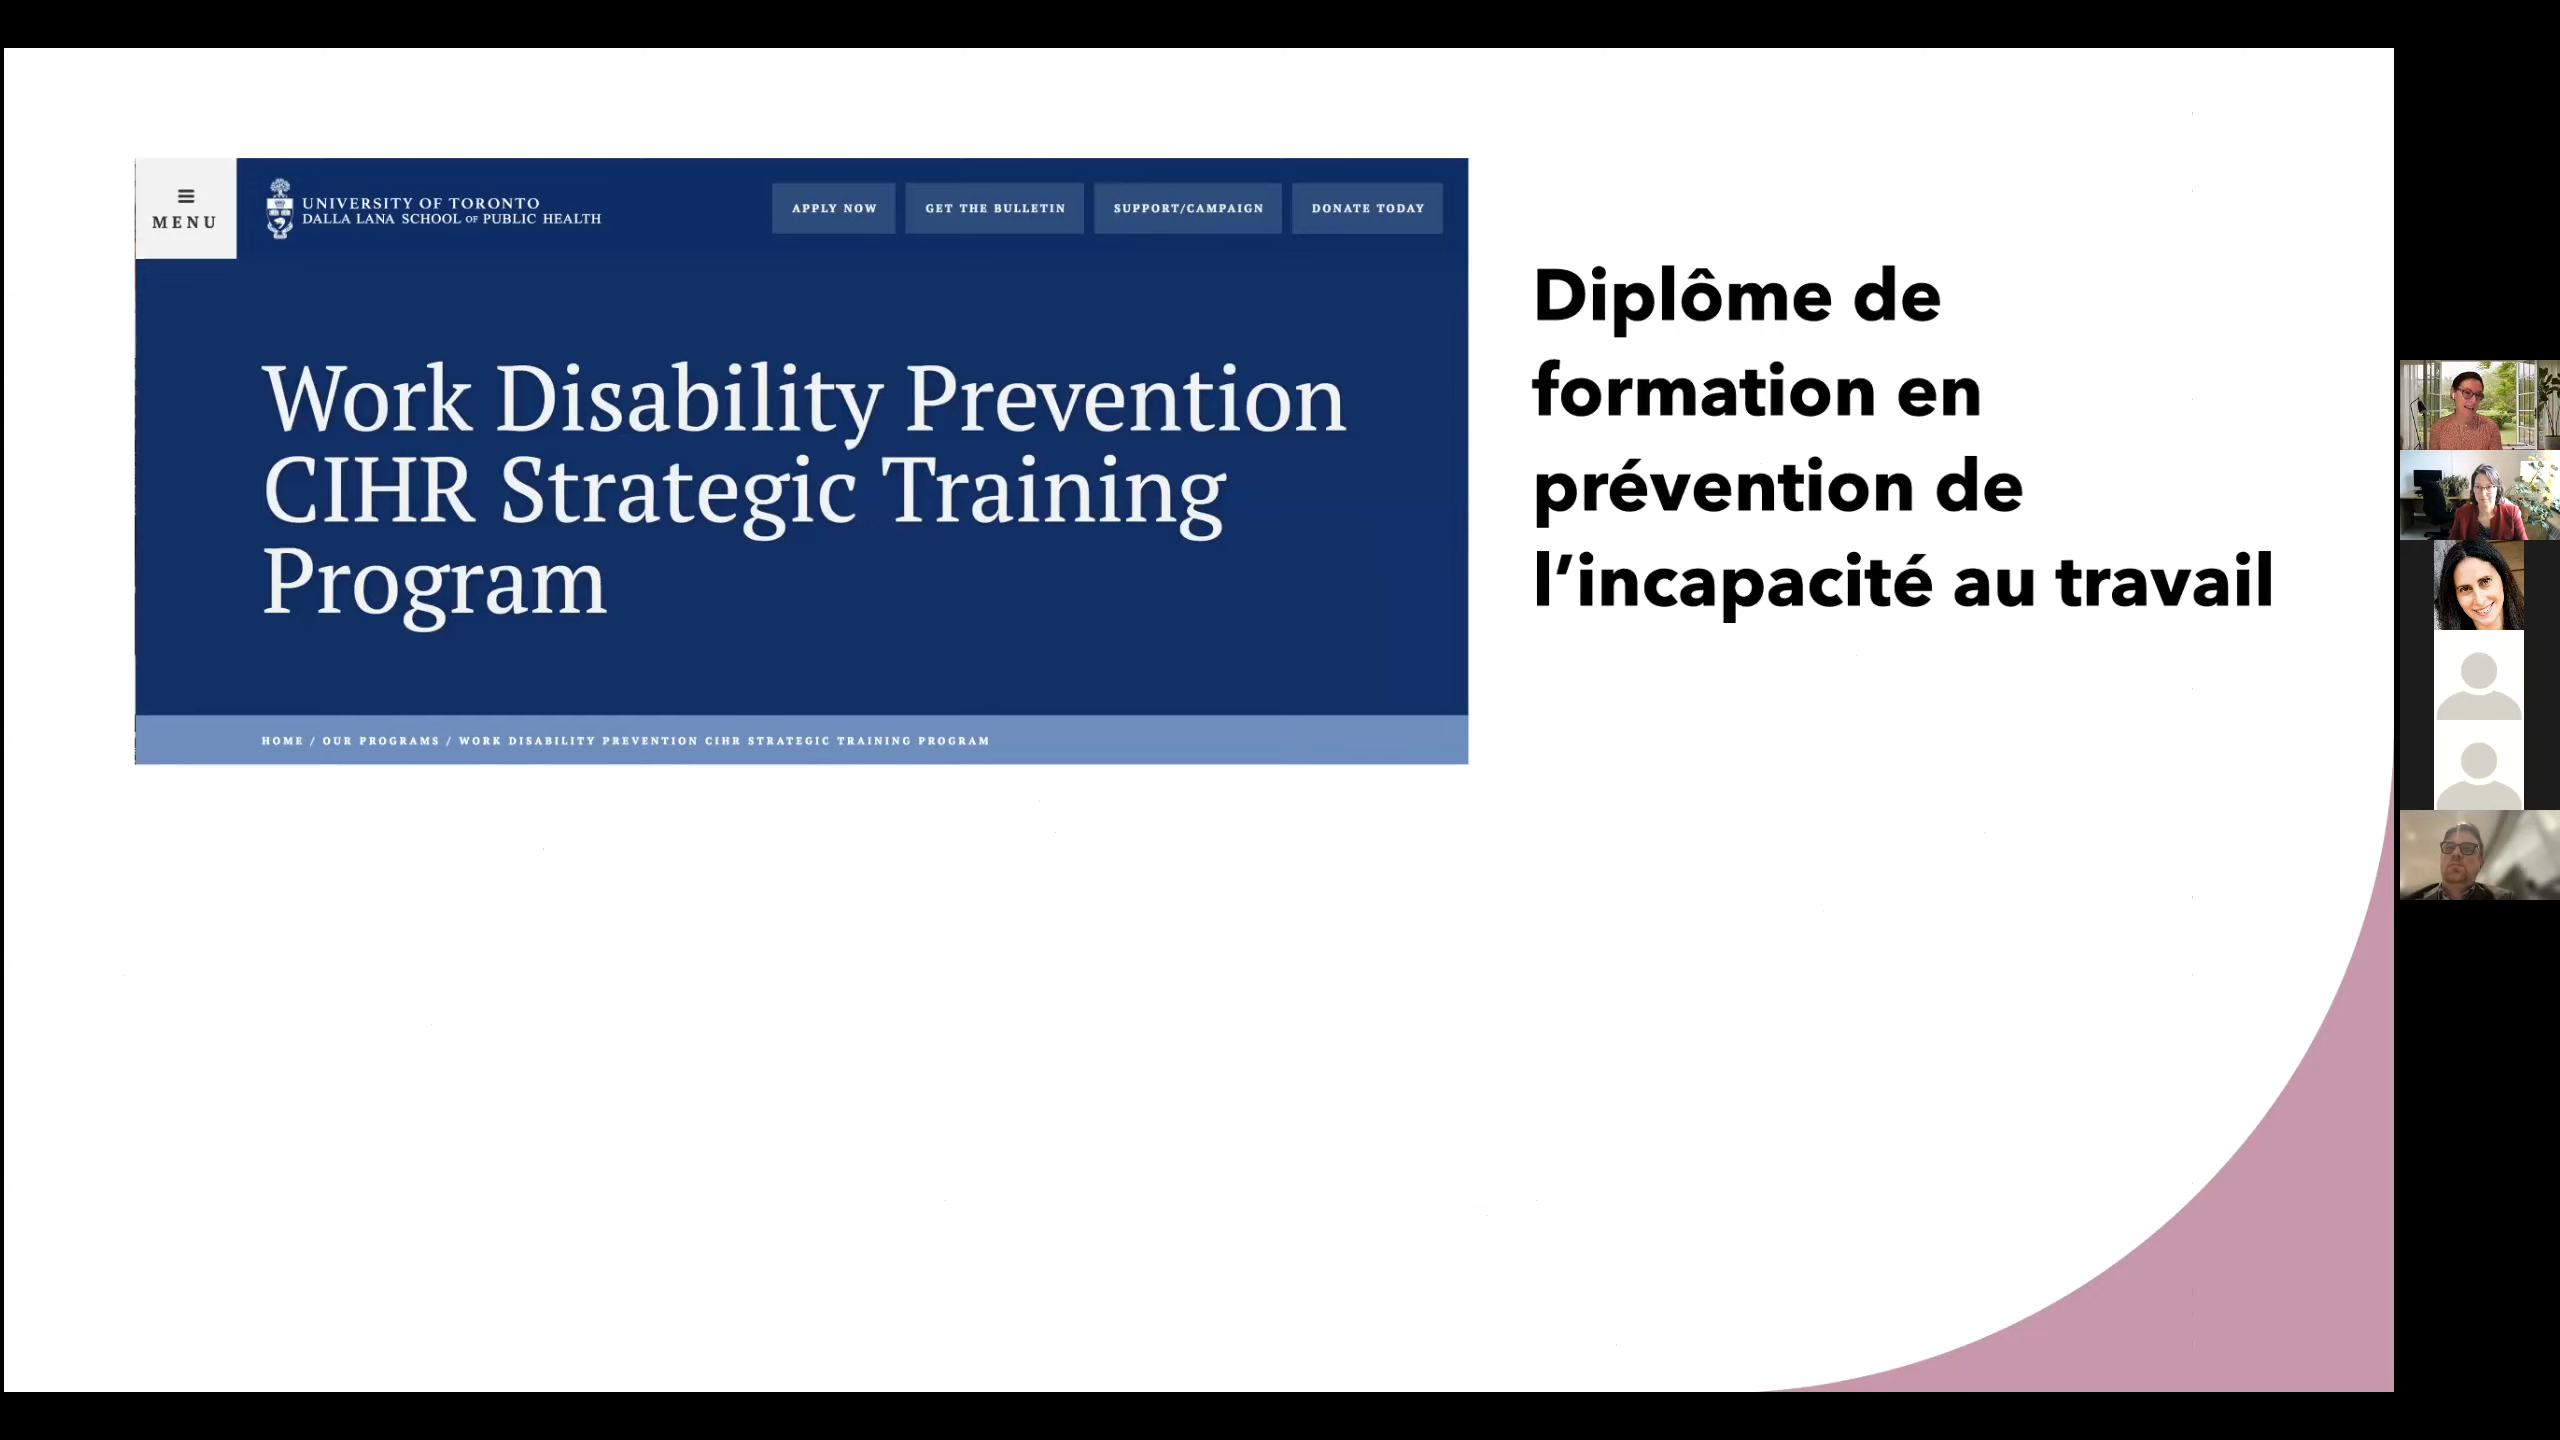 MENU
UNIVERSITY OF TORONTO
DALLA LANA SCHOOL OF PUBLIC HEALTH
APPLY NOW
GET THE BULLETIN
SUPPORT/CAMPAIGN
DONATE TODAY
Work Disability Prevention
CIHR Strategic Training
Program
HOME / OUR PROGRAMS / WORK DISABILITY PREVENTION CIHR STRATEGIC TRAINING PROGRAM
Diplôme de
formation en
prévention de
l’incapacité au travail